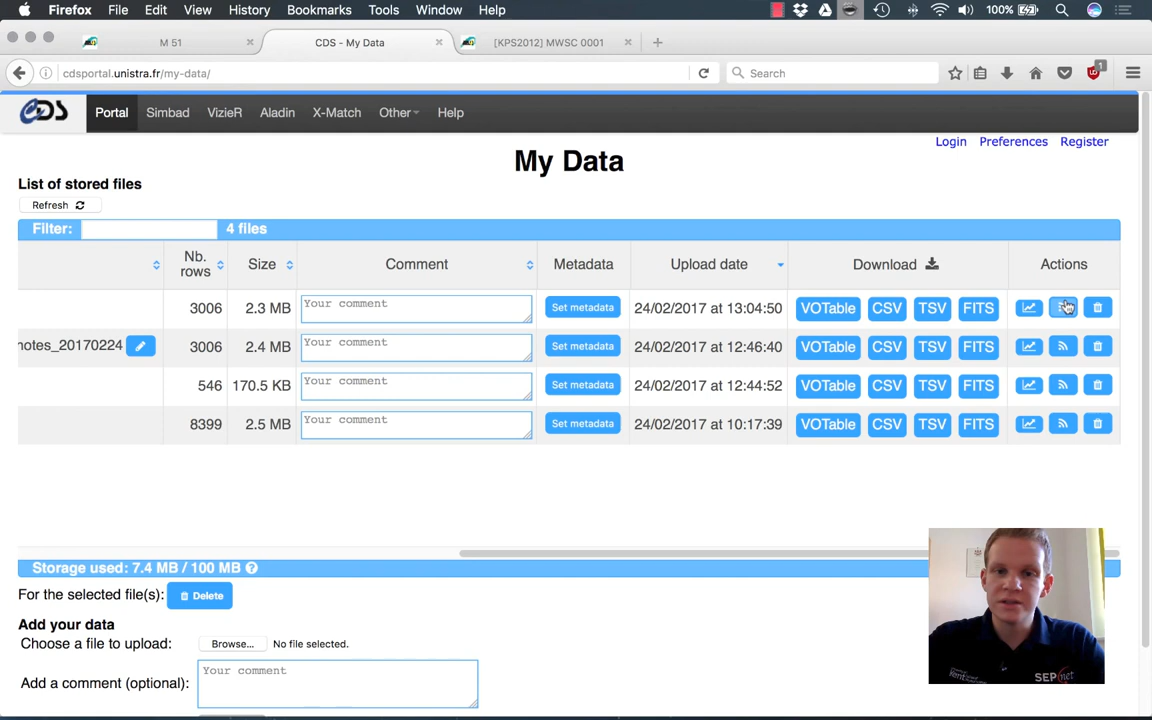 Firefox File Edit View History Bookmarks Tools Window Help 100%
M 51 CDS - My Data [KPS2012] MWSC 0001
cdsportal.unistra.fr/my-data/ Search 1
CDS Portal Simbad VizieR Aladin X-Match Other Help
Login Preferences Register
My Data
List of stored files
Refresh
Filter: 4 files
Nb. rows Size Comment Metadata Upload date Download Actions
3006 2.3 MB Your comment Set metadata 24/02/2017 at 13:04:50 VOTable CSV TSV FITS
notes_20170224 3006 2.4 MB Your comment Set metadata 24/02/2017 at 12:46:40 VOTable CSV TSV FITS
546 170.5 KB Your comment Set metadata 24/02/2017 at 12:44:52 VOTable CSV TSV FITS
8399 2.5 MB Your comment Set metadata 24/02/2017 at 10:17:39 VOTable CSV TSV FITS
Storage used: 7.4 MB / 100 MB
For the selected file(s): Delete
Add your data
Choose a file to upload: Browse... No file selected.
Your comment
Add a comment (optional):
SEPnet